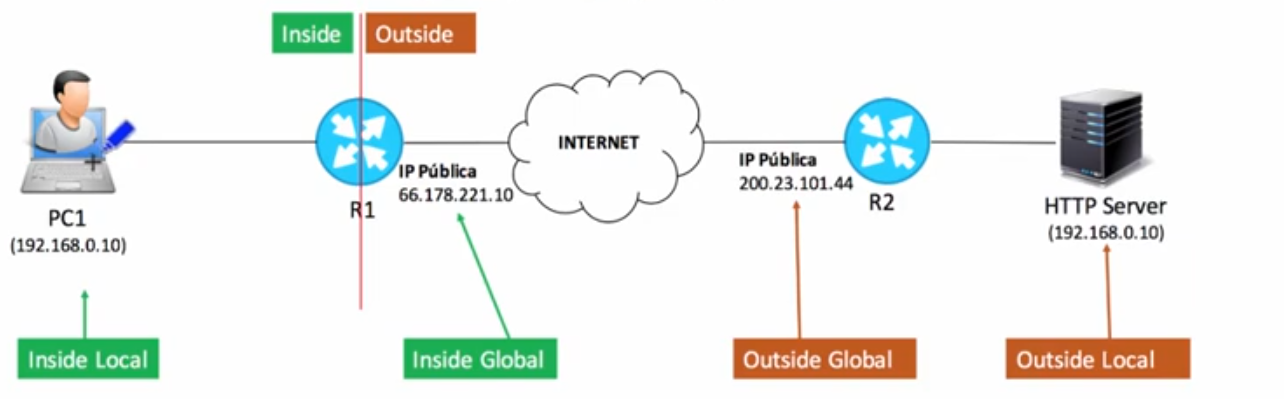 Inside
Outside
INTERNET
IP Pública
66.178.221.10
IP Pública
200.23.101.44
R1
R2
PC1
(192.168.0.10)
HTTP Server
(192.168.0.10)
Inside Local
Inside Global
Outside Global
Outside Local